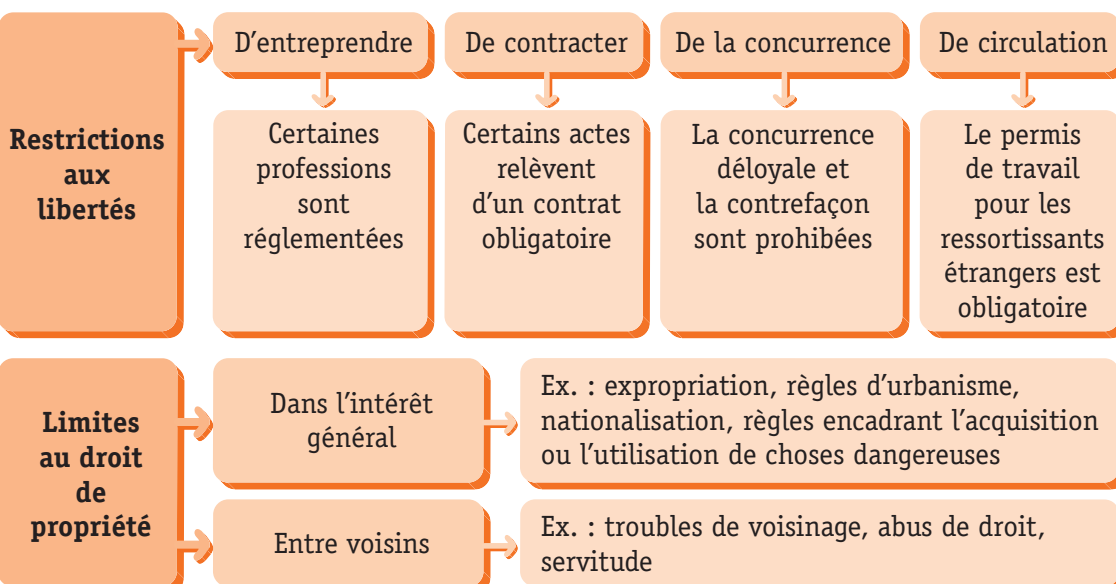 Restrictions
aux
libertés
D'entreprendre
Certaines
professions
sont
réglementées
De contracter
Certains actes
relèvent
d'un contrat
obligatoire
De la concurrence
La concurrence
déloyale et
la contrefaçon
sont prohibées
De circulation
Le permis
de travail
pour les
ressortissants
étrangers est
obligatoire
Limites
au droit
de
propriété
Dans l'intérêt
général
Ex. : expropriation, règles d'urbanisme,
nationalisation, règles encadrant l'acquisition
ou l'utilisation de choses dangereuses
Entre voisins
Ex. : troubles de voisinage, abus de droit,
servitude